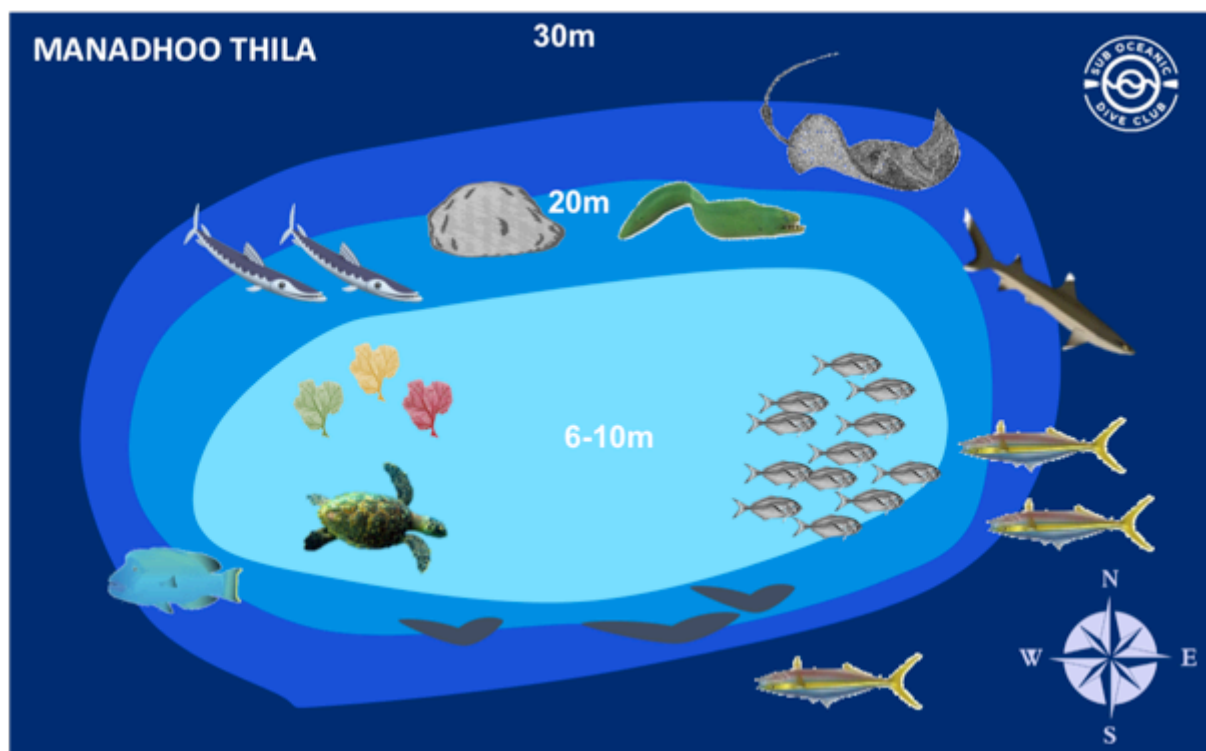 MANADHOO THILA
30m
SUB OCEANIC
DIVE CLUB
20m
6-10m
N
W E
S